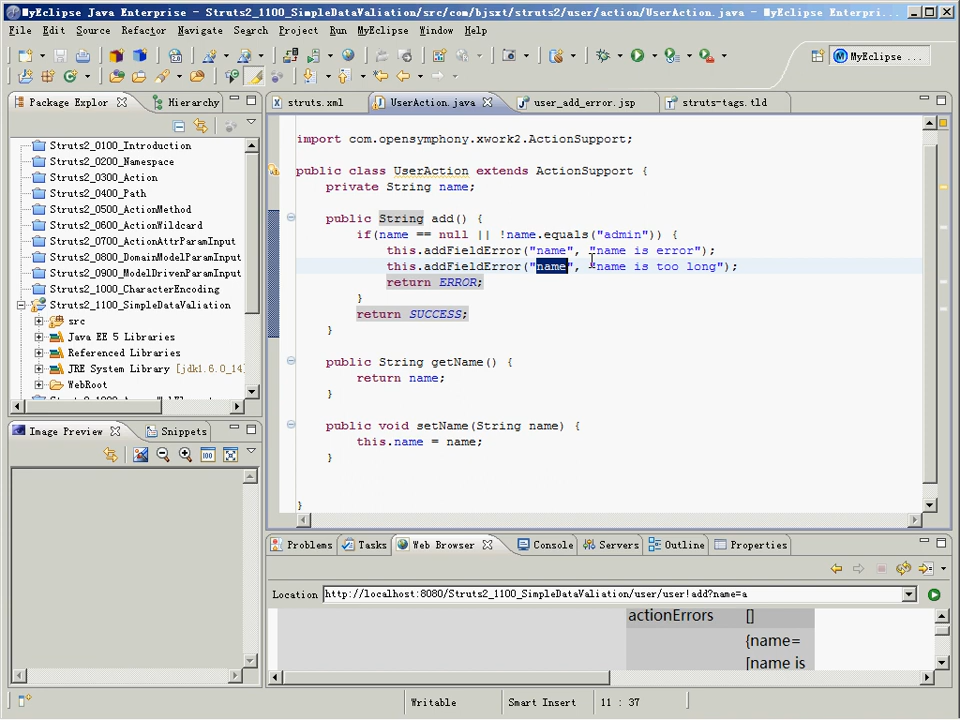 MyEclipse Java Enterprise - Struts2_1100_SimpleDataValiation/src/com/bjsxt/struts2/user/action/UserAction.java - MyEclipse Enterpri...
File Edit Source Refactor Navigate Search Project Run MyEclipse Window Help
MyEclipse ...
Package Explor
Hierarchy
Struts2_0100_Introduction
Struts2_0200_Namespace
Struts2_0300_Action
Struts2_0400_Path
Struts2_0500_ActionMethod
Struts2_0600_ActionWildcard
Struts2_0700_ActionAttrParamInput
Struts2_0800_DomainModelParamInput
Struts2_0900_ModelDrivenParamInput
Struts2_1000_CharacterEncoding
Struts2_1100_SimpleDataValiation
src
Java EE 5 Libraries
Referenced Libraries
JRE System Library [jdk1.6.0_14]
WebRoot
Image Preview
Snippets
struts.xml
UserAction.java
user_add_error.jsp
struts-tags.tld
import com.opensymphony.xwork2.ActionSupport;
public class UserAction extends ActionSupport {
private String name;
public String add() {
if(name == null || !name.equals("admin")) {
this.addFieldError("name", "name is error");
this.addFieldError("name", "name is too long");
return ERROR;
}
return SUCCESS;
}
public String getName() {
return name;
}
public void setName(String name) {
this.name = name;
}
}
Problems
Tasks
Web Browser
Console
Servers
Outline
Properties
Location http://localhost:8080/Struts2_1100_SimpleDataValiation/user/user!add?name=a
actionErrors []
{name=
[name is
Writable
Smart Insert
11 : 37